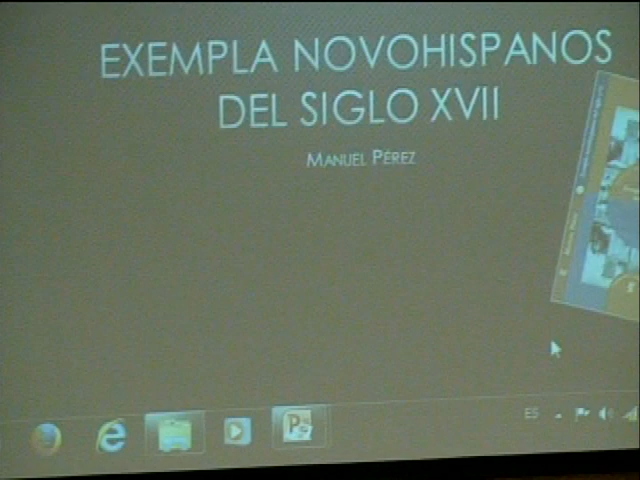 EXEMPLA NOVOHISPANOS
DEL SIGLO XVII
MANUEL PÉREZ
ES